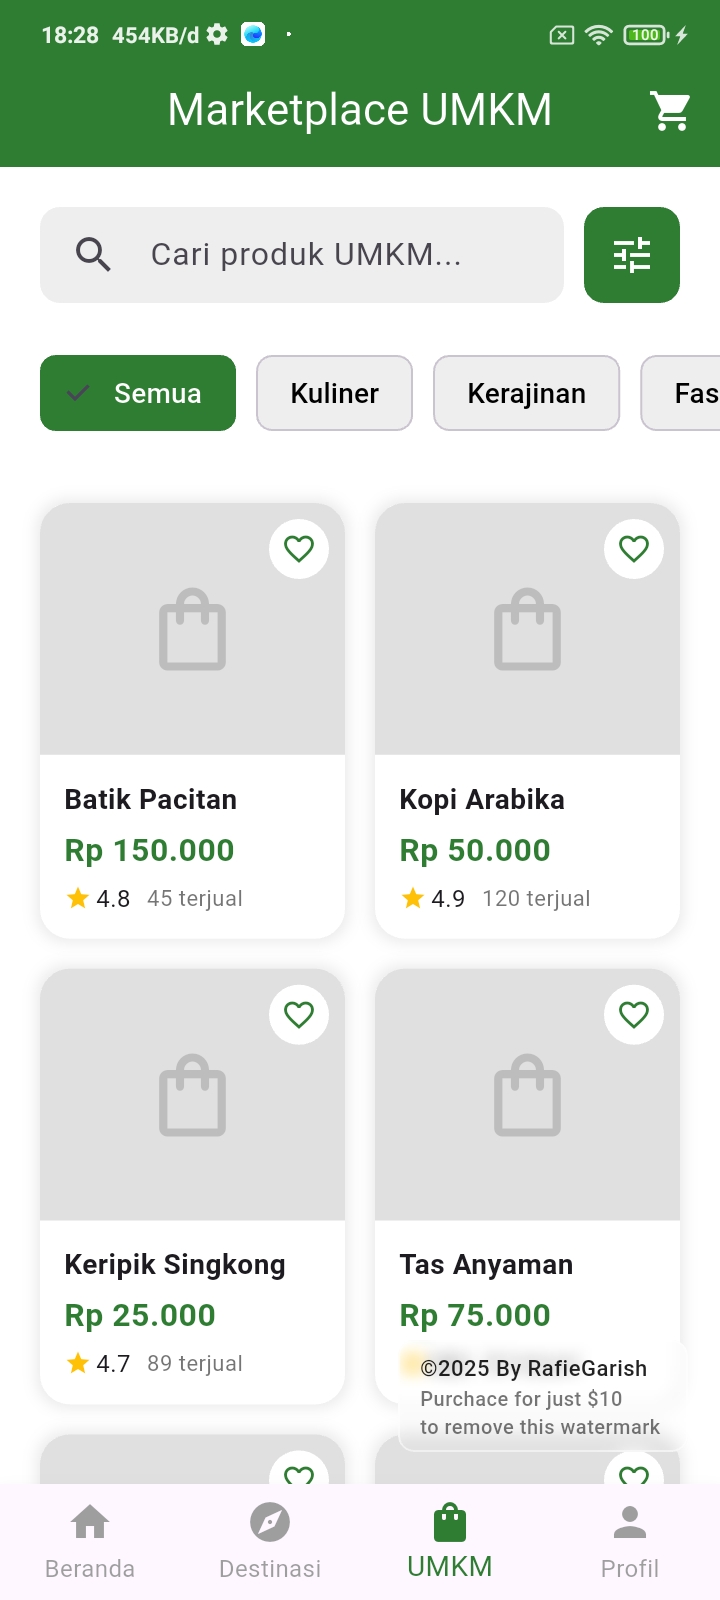 18:28 454KB/d
100
Marketplace UMKM
Cari produk UMKM...
Semua
Kuliner
Kerajinan
Fas
Batik Pacitan
Rp 150.000
4.8 45 terjual
Kopi Arabika
Rp 50.000
4.9 120 terjual
Keripik Singkong
Rp 25.000
4.7 89 terjual
Tas Anyaman
Rp 75.000
©2025 By RafieGarish
Purchace for just $10
to remove this watermark
Beranda
Destinasi
UMKM
Profil